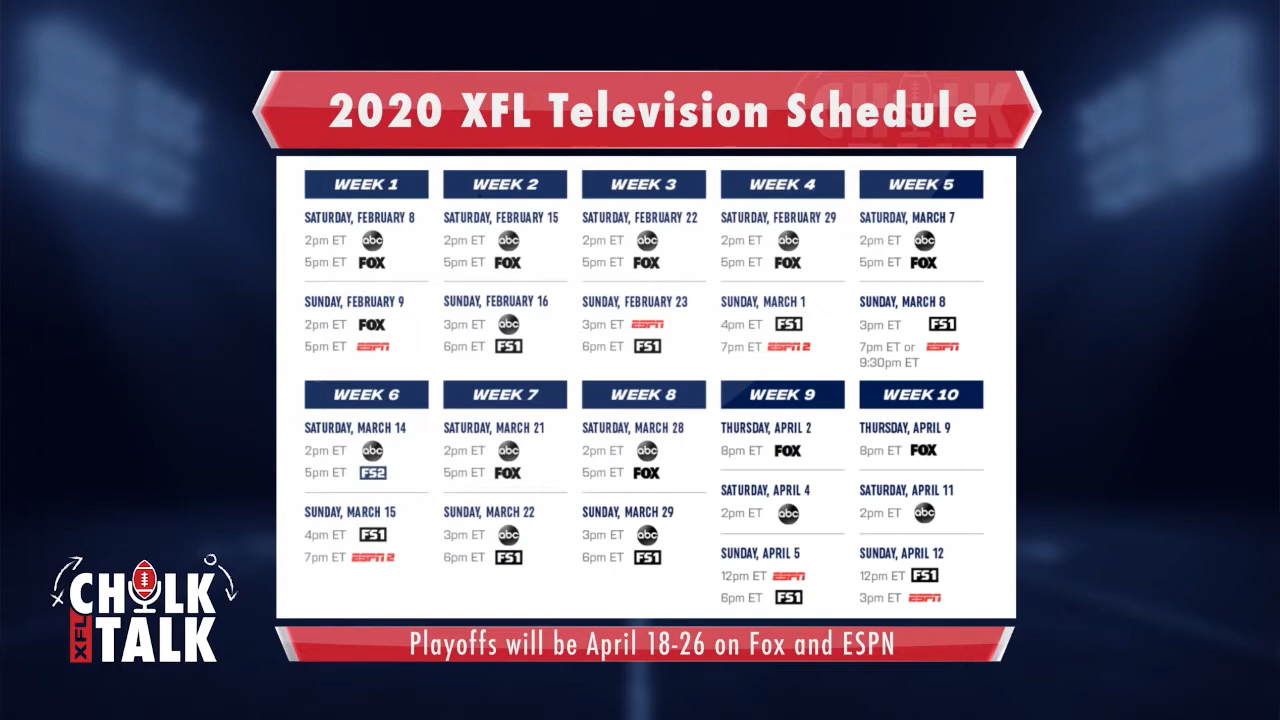 2020 XFL Television Schedule
WEEK 1
SATURDAY, FEBRUARY 8
2pm ET abc
5pm ET FOX
SUNDAY, FEBRUARY 9
2pm ET FOX
5pm ET ESPN
WEEK 2
SATURDAY, FEBRUARY 15
2pm ET abc
5pm ET FOX
SUNDAY, FEBRUARY 16
3pm ET abc
6pm ET FS1
WEEK 3
SATURDAY, FEBRUARY 22
2pm ET abc
5pm ET FOX
SUNDAY, FEBRUARY 23
3pm ET ESPN
6pm ET FS1
WEEK 4
SATURDAY, FEBRUARY 29
2pm ET abc
5pm ET FOX
SUNDAY, MARCH 1
4pm ET FS1
7pm ET ESPN 2
WEEK 5
SATURDAY, MARCH 7
2pm ET abc
5pm ET FOX
SUNDAY, MARCH 8
3pm ET FS1
7pm ET or ESPN
9:30pm ET
WEEK 6
SATURDAY, MARCH 14
2pm ET abc
5pm ET FS2
SUNDAY, MARCH 15
4pm ET FS1
7pm ET ESPN 2
WEEK 7
SATURDAY, MARCH 21
2pm ET abc
5pm ET FOX
SUNDAY, MARCH 22
3pm ET abc
6pm ET FS1
WEEK 8
SATURDAY, MARCH 28
2pm ET abc
5pm ET FOX
SUNDAY, MARCH 29
3pm ET abc
6pm ET FS1
WEEK 9
THURSDAY, APRIL 2
8pm ET FOX
SATURDAY, APRIL 4
2pm ET abc
SUNDAY, APRIL 5
12pm ET ESPN
6pm ET FS1
WEEK 10
THURSDAY, APRIL 9
8pm ET FOX
SATURDAY, APRIL 11
2pm ET abc
SUNDAY, APRIL 12
12pm ET FS1
3pm ET ESPN
CHALK
XFL TALK
Playoffs will be April 18-26 on Fox and ESPN